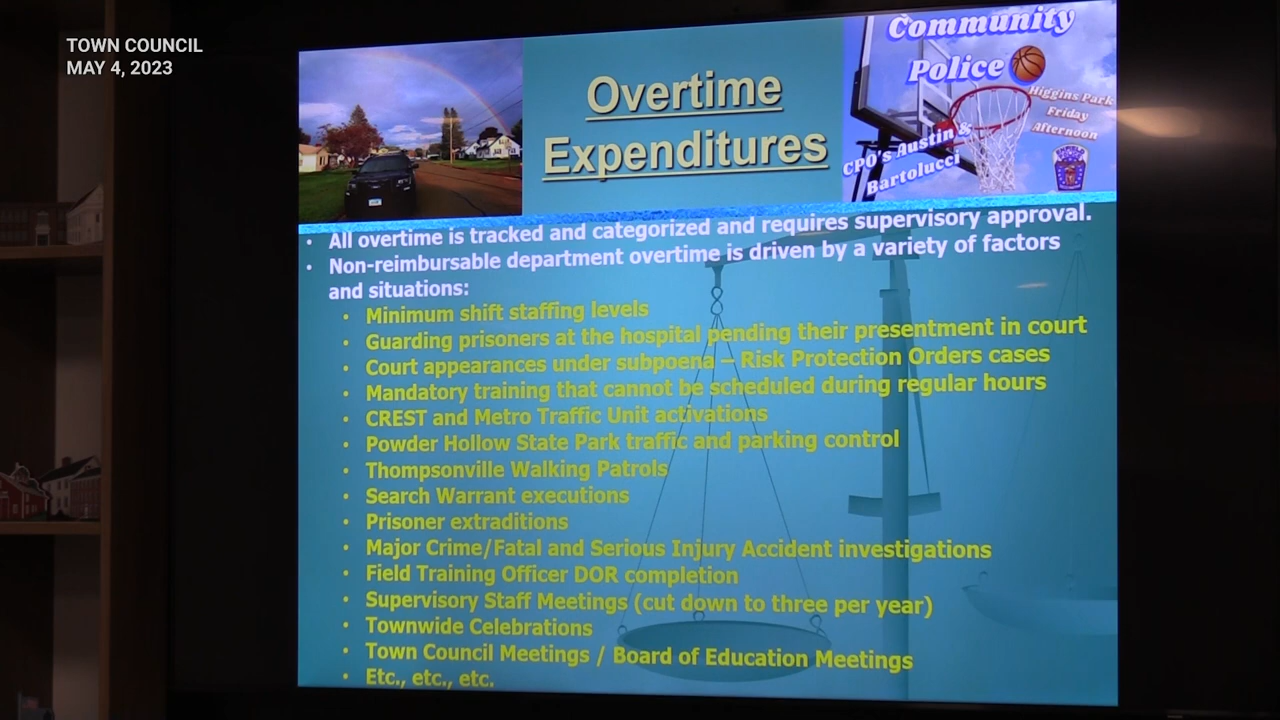 TOWN COUNCIL
MAY 4, 2023
Overtime
Expenditures
Community
Police
Higgins Park
Friday
Afternoon
CPO's Austin &
Bartolucci
• All overtime is tracked and categorized and requires supervisory approval.
• Non-reimbursable department overtime is driven by a variety of factors
and situations:
• Minimum shift staffing levels
• Guarding prisoners at the hospital pending their presentment in court
• Court appearances under subpoena – Risk Protection Orders cases
• Mandatory training that cannot be scheduled during regular hours
• CREST and Metro Traffic Unit activations
• Powder Hollow State Park traffic and parking control
• Thompsonville Walking Patrols
• Search Warrant executions
• Prisoner extraditions
• Major Crime/Fatal and Serious Injury Accident investigations
• Field Training Officer DOR completion
• Supervisory Staff Meetings (cut down to three per year)
• Townwide Celebrations
• Town Council Meetings / Board of Education Meetings
• Etc., etc., etc.